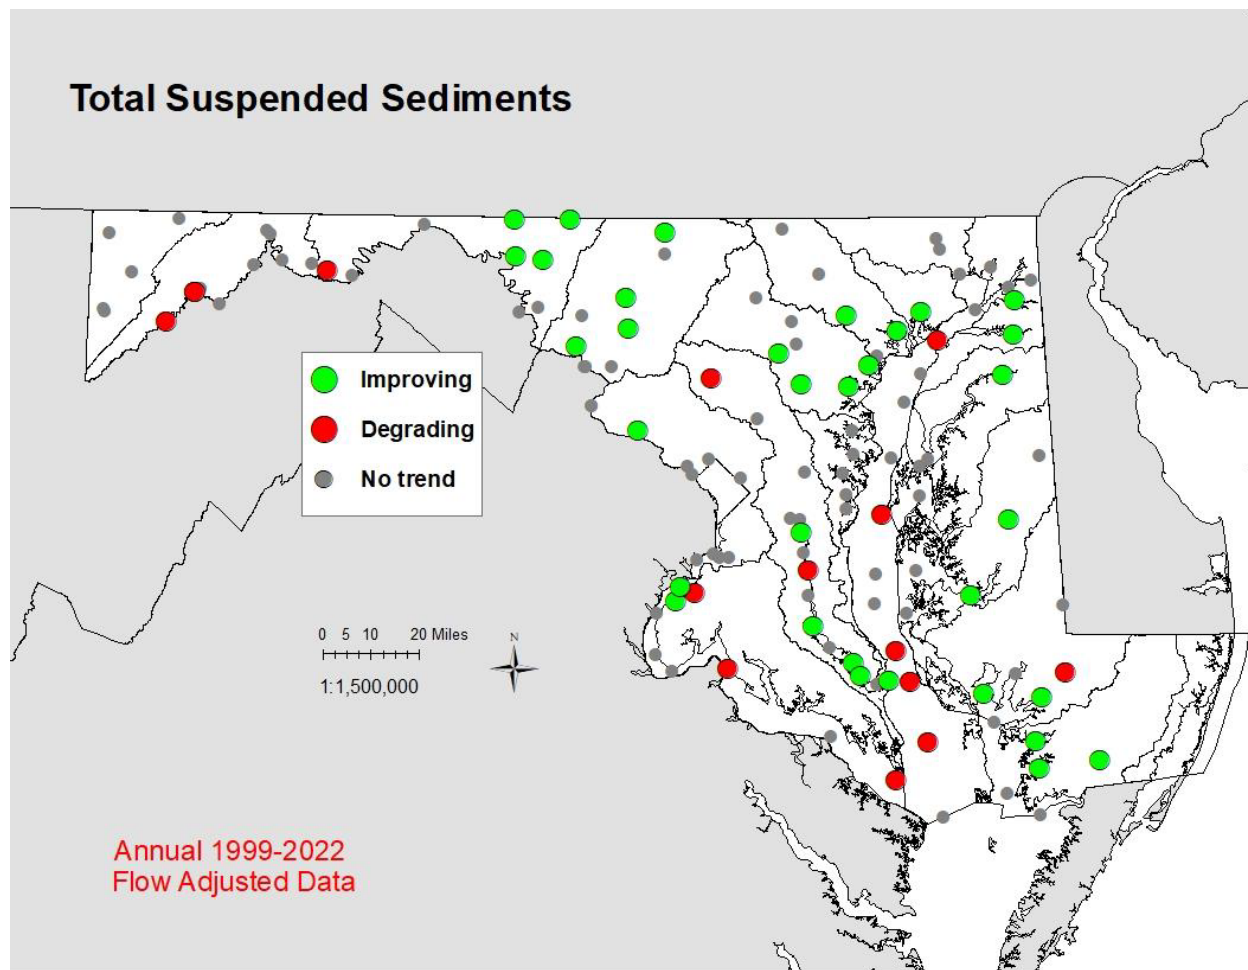 Total Suspended Sediments
Improving
Degrading
No trend
0 5 10 20 Miles
1:1,500,000
N
Annual 1999-2022
Flow Adjusted Data